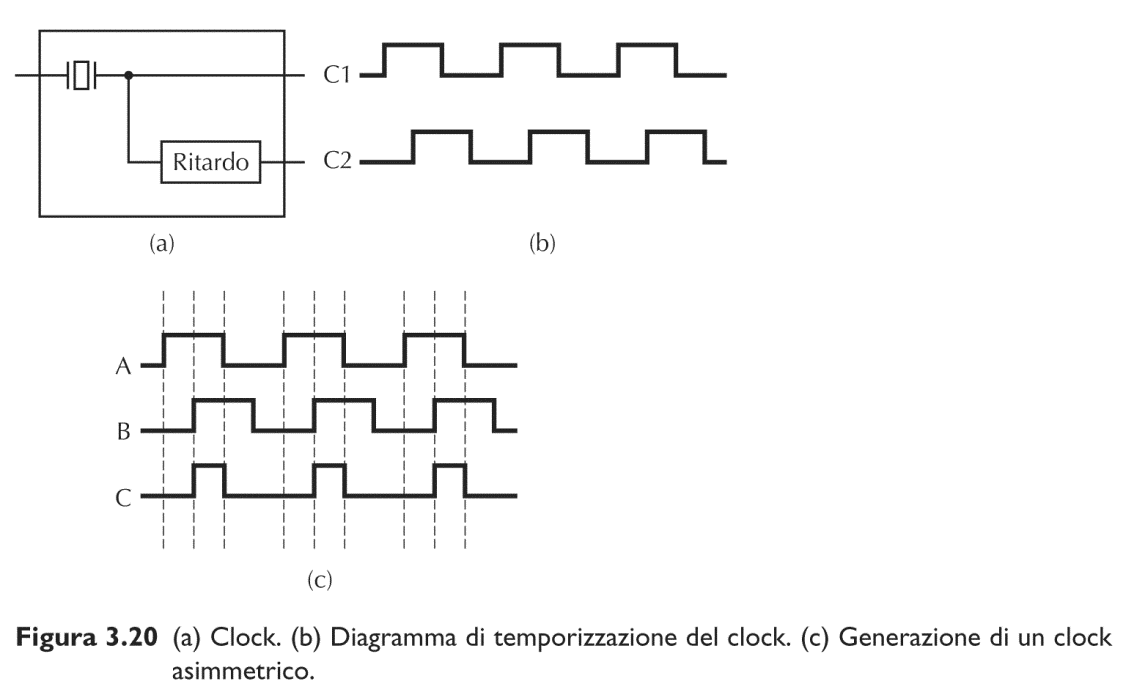 C1
Ritardo
C2
(a)
(b)
A
B
C
(c)
Figura 3.20 (a) Clock. (b) Diagramma di temporizzazione del clock. (c) Generazione di un clock
asimmetrico.